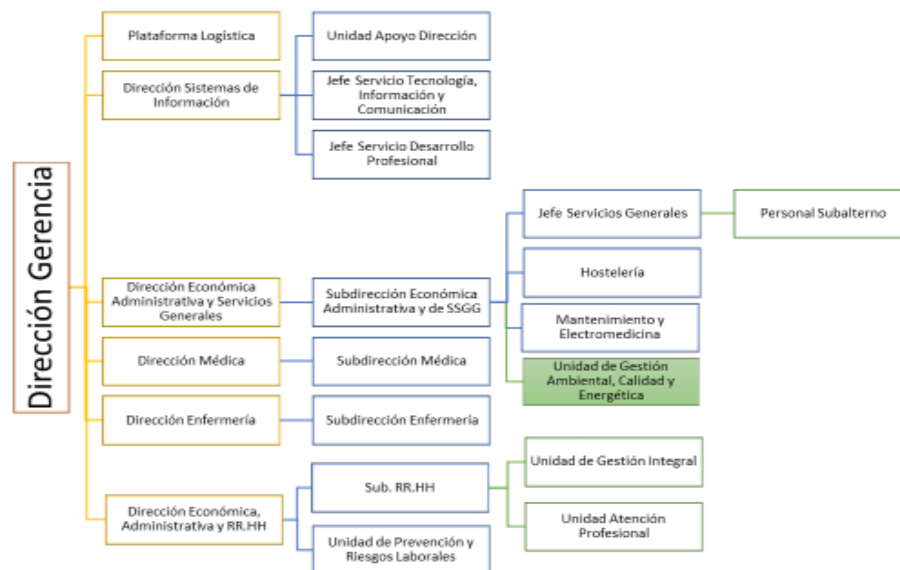 Dirección Gerencia
Plataforma Logística
Dirección Sistemas de
Información
Unidad Apoyo Dirección
Jefe Servicio Tecnología,
Información y
Comunicación
Jefe Servicio Desarrollo
Profesional
Dirección Económica
Administrativa y Servicios
Generales
Subdirección Económica
Administrativa y de SSGG
Jefe Servicios Generales
Personal Subalterno
Hostelería
Mantenimiento y
Electromedicina
Unidad de Gestión
Ambiental, Calidad y
Energética
Dirección Médica
Subdirección Médica
Dirección Enfermería
Subdirección Enfermeria
Dirección Económica,
Administrativa y RR.HH
Sub. RR.HH
Unidad de Prevención y
Riesgos Laborales
Unidad de Gestión Integral
Unidad Atención
Profesional